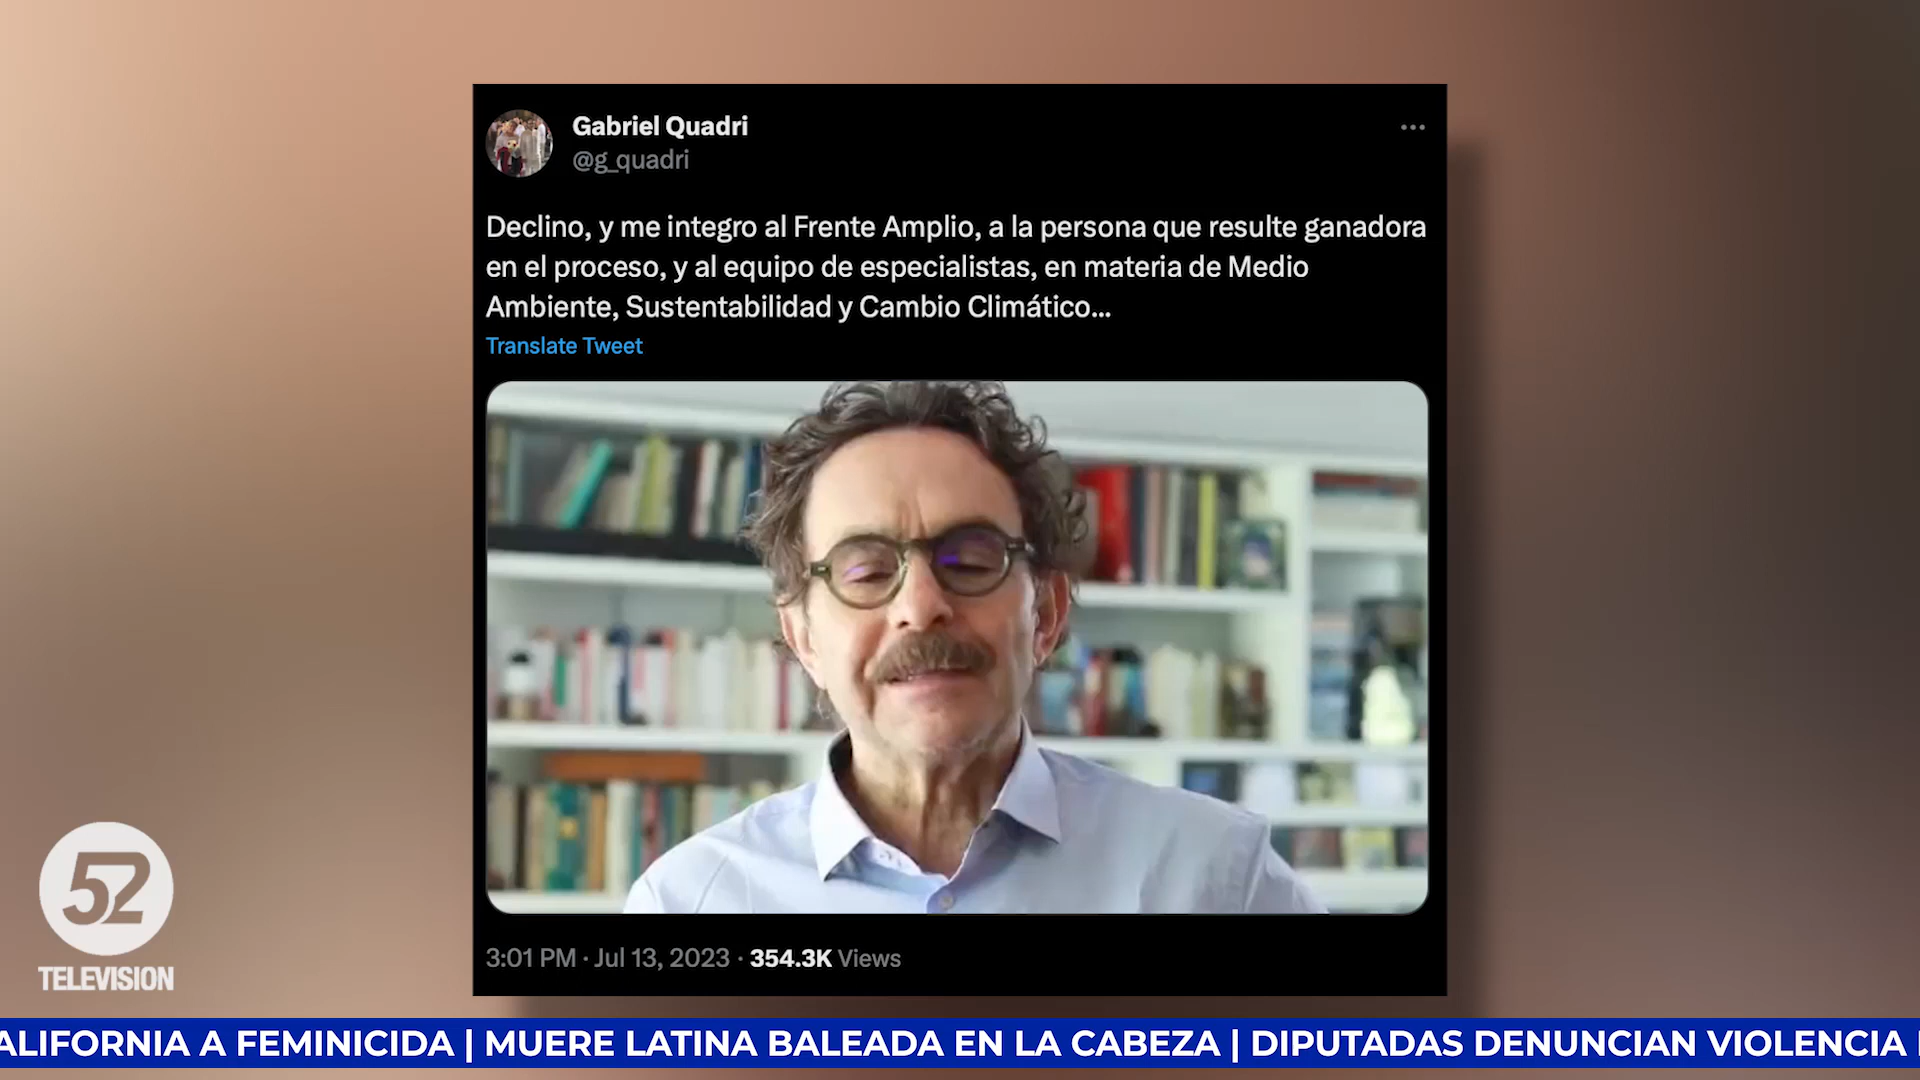 Gabriel Quadri
@g_quadri
Declino, y me integro al Frente Amplio, a la persona que resulte ganadora
en el proceso, y al equipo de especialistas, en materia de Medio
Ambiente, Sustentabilidad y Cambio Climático...
Translate Tweet
3:01 PM · Jul 13, 2023 · 354.3K Views
52
TELEVISION
ALIFORNIA A FEMINICIDA | MUERE LATINA BALEADA EN LA CABEZA | DIPUTADAS DENUNCIAN VIOLENCIA